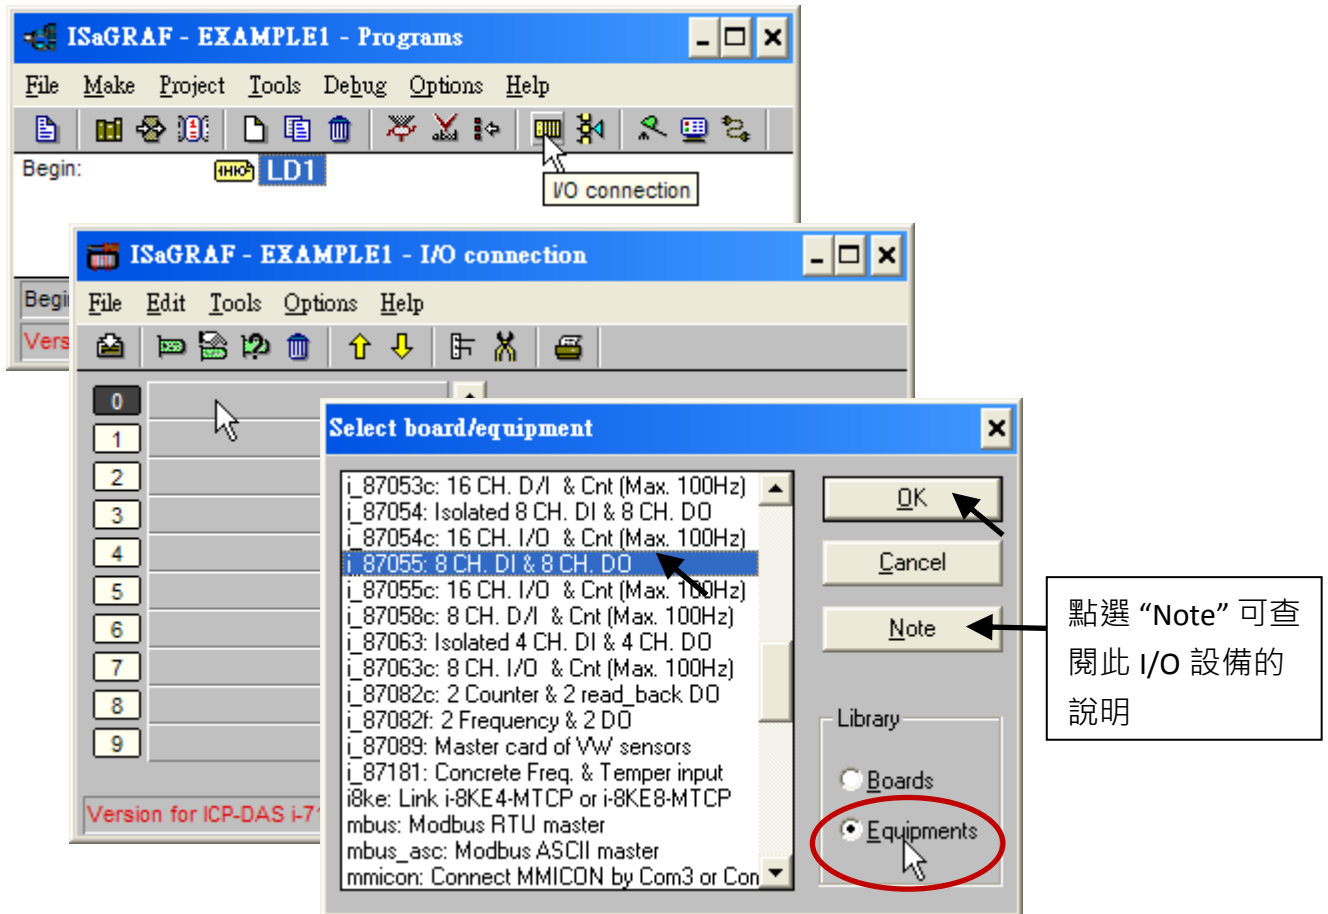 ISaGRAF - EXAMPLE1 - Programs
File Make Project Tools Debug Options Help
Begin: LD1
I/O connection
Begi
Vers
ISaGRAF - EXAMPLE1 - I/O connection
File Edit Tools Options Help
0
1
2
3
4
5
6
7
8
9
Version for ICP-DAS i-71
Select board/equipment
i_87053c: 16 CH. D/I & Cnt (Max. 100Hz)
i_87054: Isolated 8 CH. DI & 8 CH. DO
i_87054c: 16 CH. I/O & Cnt (Max. 100Hz)
i_87055: 8 CH. DI & 8 CH. DO
i_87055c: 16 CH. I/O & Cnt (Max. 100Hz)
i_87058c: 8 CH. D/I & Cnt (Max. 100Hz)
i_87063: Isolated 4 CH. DI & 4 CH. DO
i_87063c: 8 CH. I/O & Cnt (Max. 100Hz)
i_87082c: 2 Counter & 2 read_back DO
i_87082f: 2 Frequency & 2 DO
i_87089: Master card of VW sensors
i_87181: Concrete Freq. & Temper input
i8ke: Link i-8KE4-MTCP or i-8KE8-MTCP
mbus: Modbus RTU master
mbus_asc: Modbus ASCII master
mmicon: Connect MMICON by Com3 or Con
OK
Cancel
Note
Library
Boards
Equipments
點選 “Note” 可查
閱此 I/O 設備的
說明